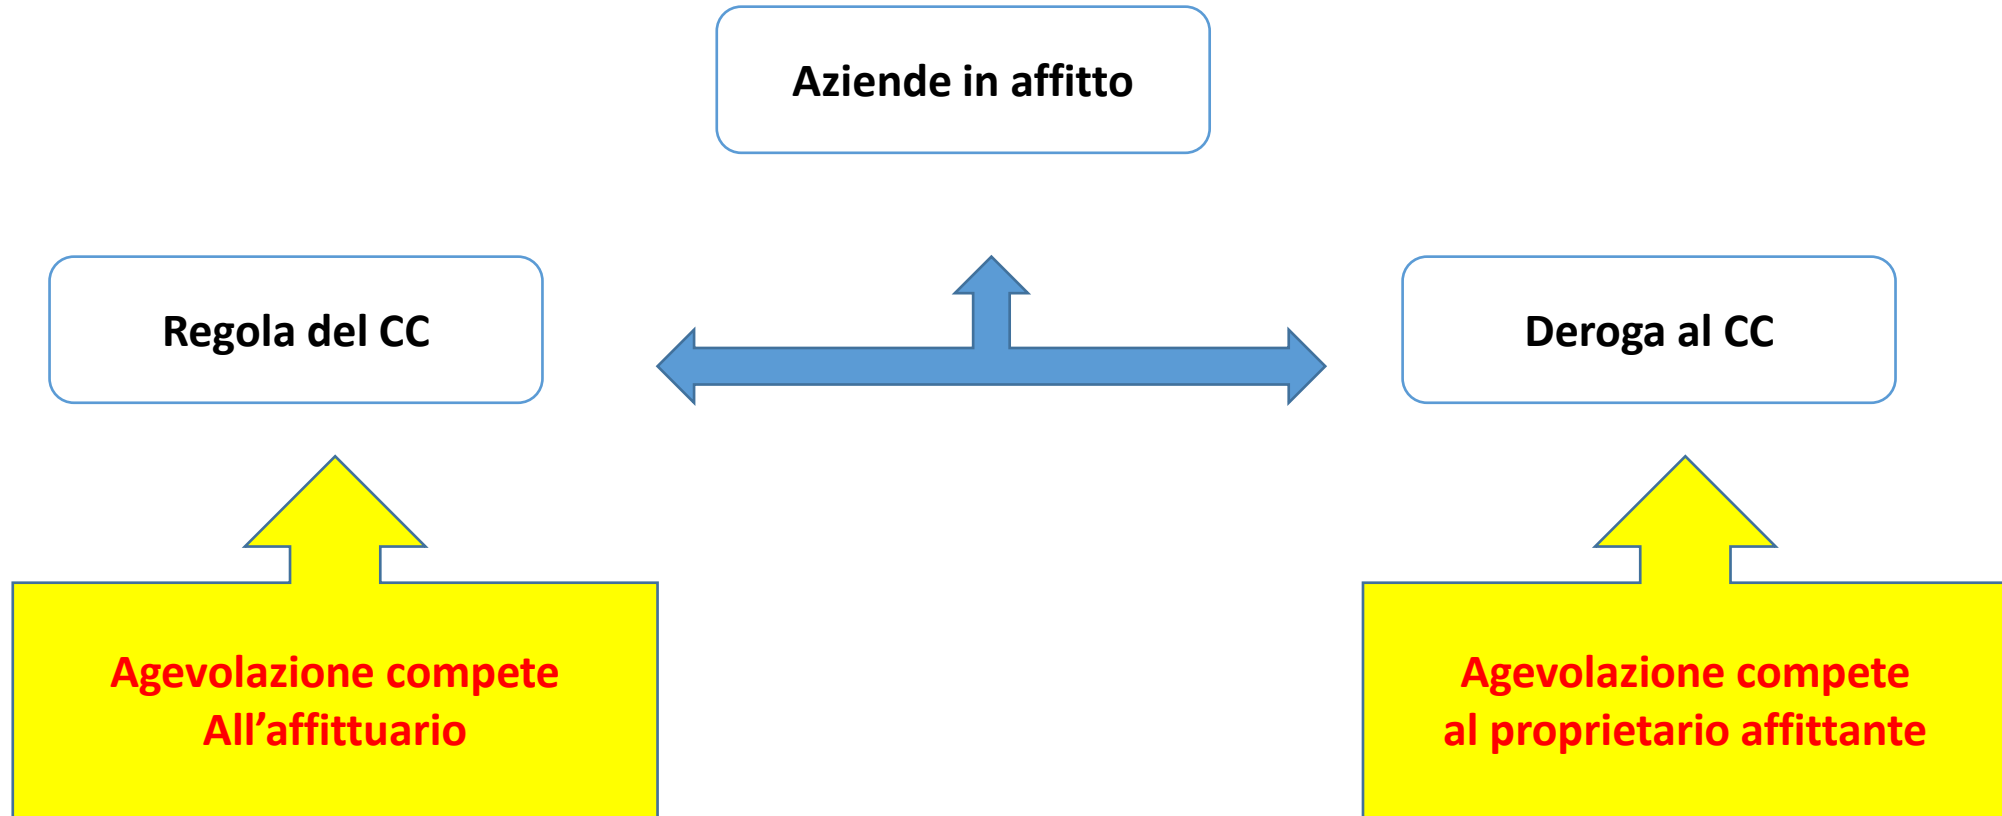 Aziende in affitto
Regola del CC
Deroga al CC
Agevolazione compete
All’affittuario
Agevolazione compete
al proprietario affittante